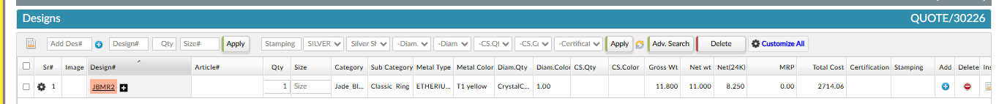 Designs QUOTE/30226
Add Des# Design# Qty Size# Apply Stamping SILVER Silver Sh -Diam. -Diam. -CS.Ql -CS.Cc -Certificat Apply Adv. Search Delete Customize All
Sr# Image Design# Article# Qty Size Category Sub Category Metal Type Metal Color Diam.Qty Diam.Color CS.Qty CS.Color Gross Wt Net wt Net(24K) MRP Total Cost Certification Stamping Add Delete Ins
1 JBMR2 1 Size Jade_Bl... Classic_Ring ETHERIU... T1 yellow CrystalC... 1.00 11.800 11.000 8.250 0.00 2714.06